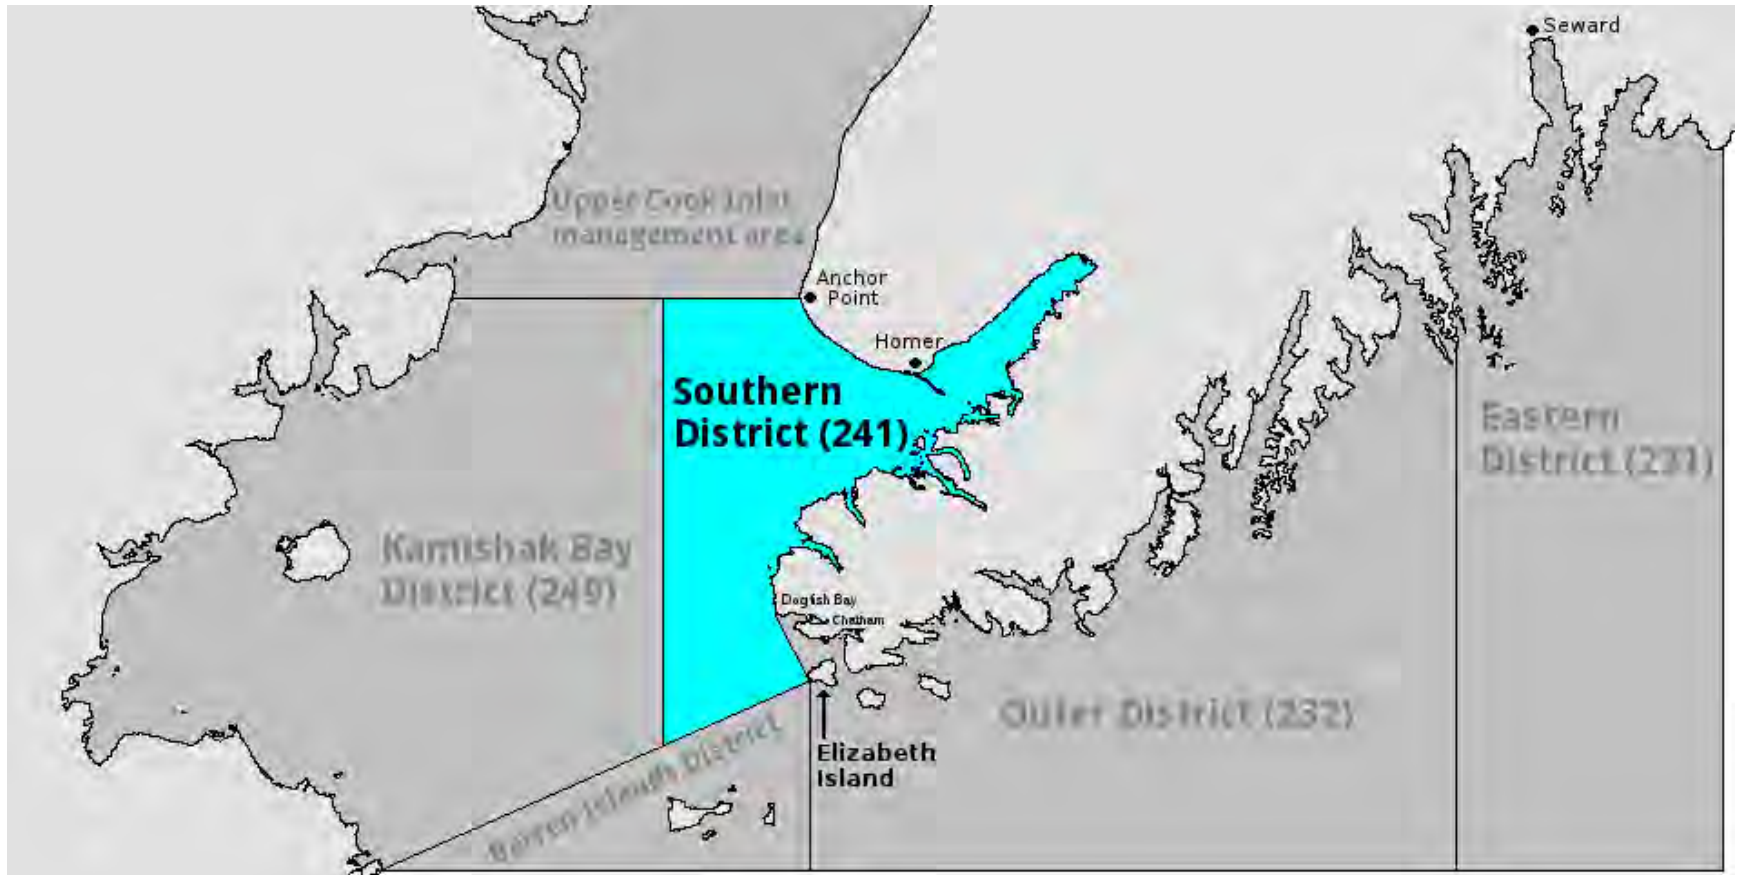 Seward
Upper Cook Inlet
management area
Anchor
Point
Homer
Southern
District (241)
Eastern
District (231)
Kamishak Bay
District (249)
Dogfish Bay
Chatham
Outer District (232)
Elizabeth
Island
Barren Islands District